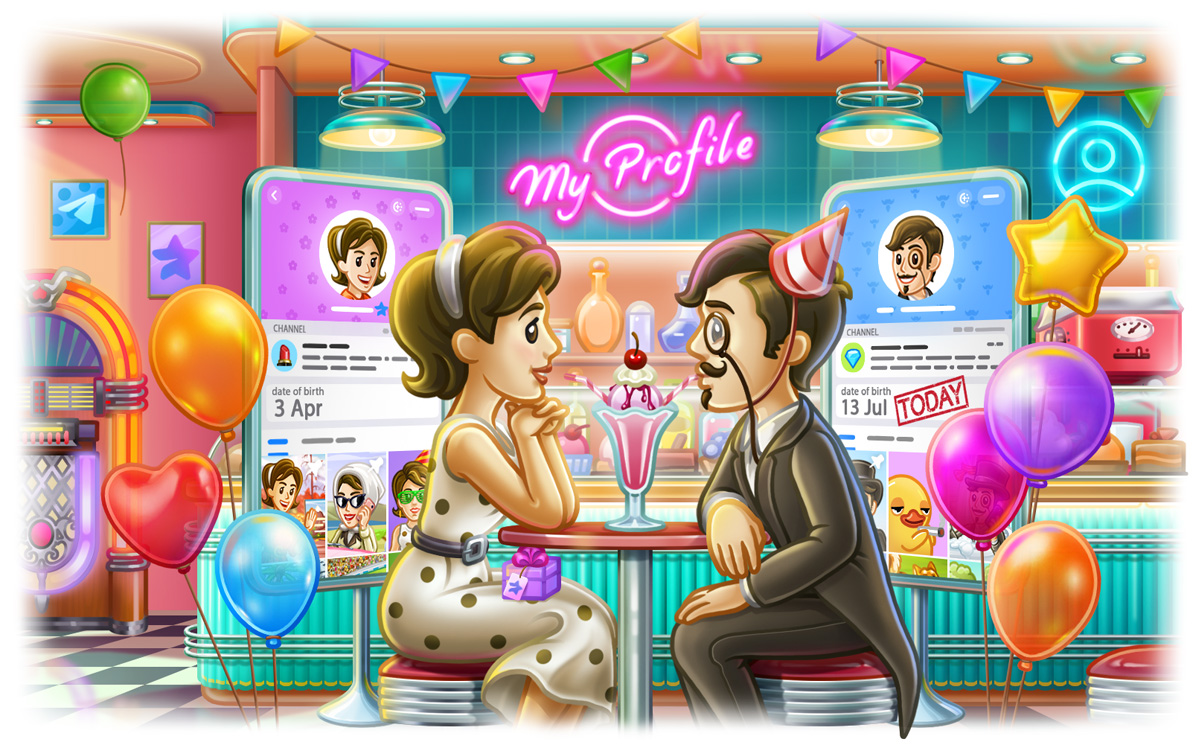 My Profile
CHANNEL
date of birth
3 Apr
CHANNEL
date of birth
13 Jul
TODAY